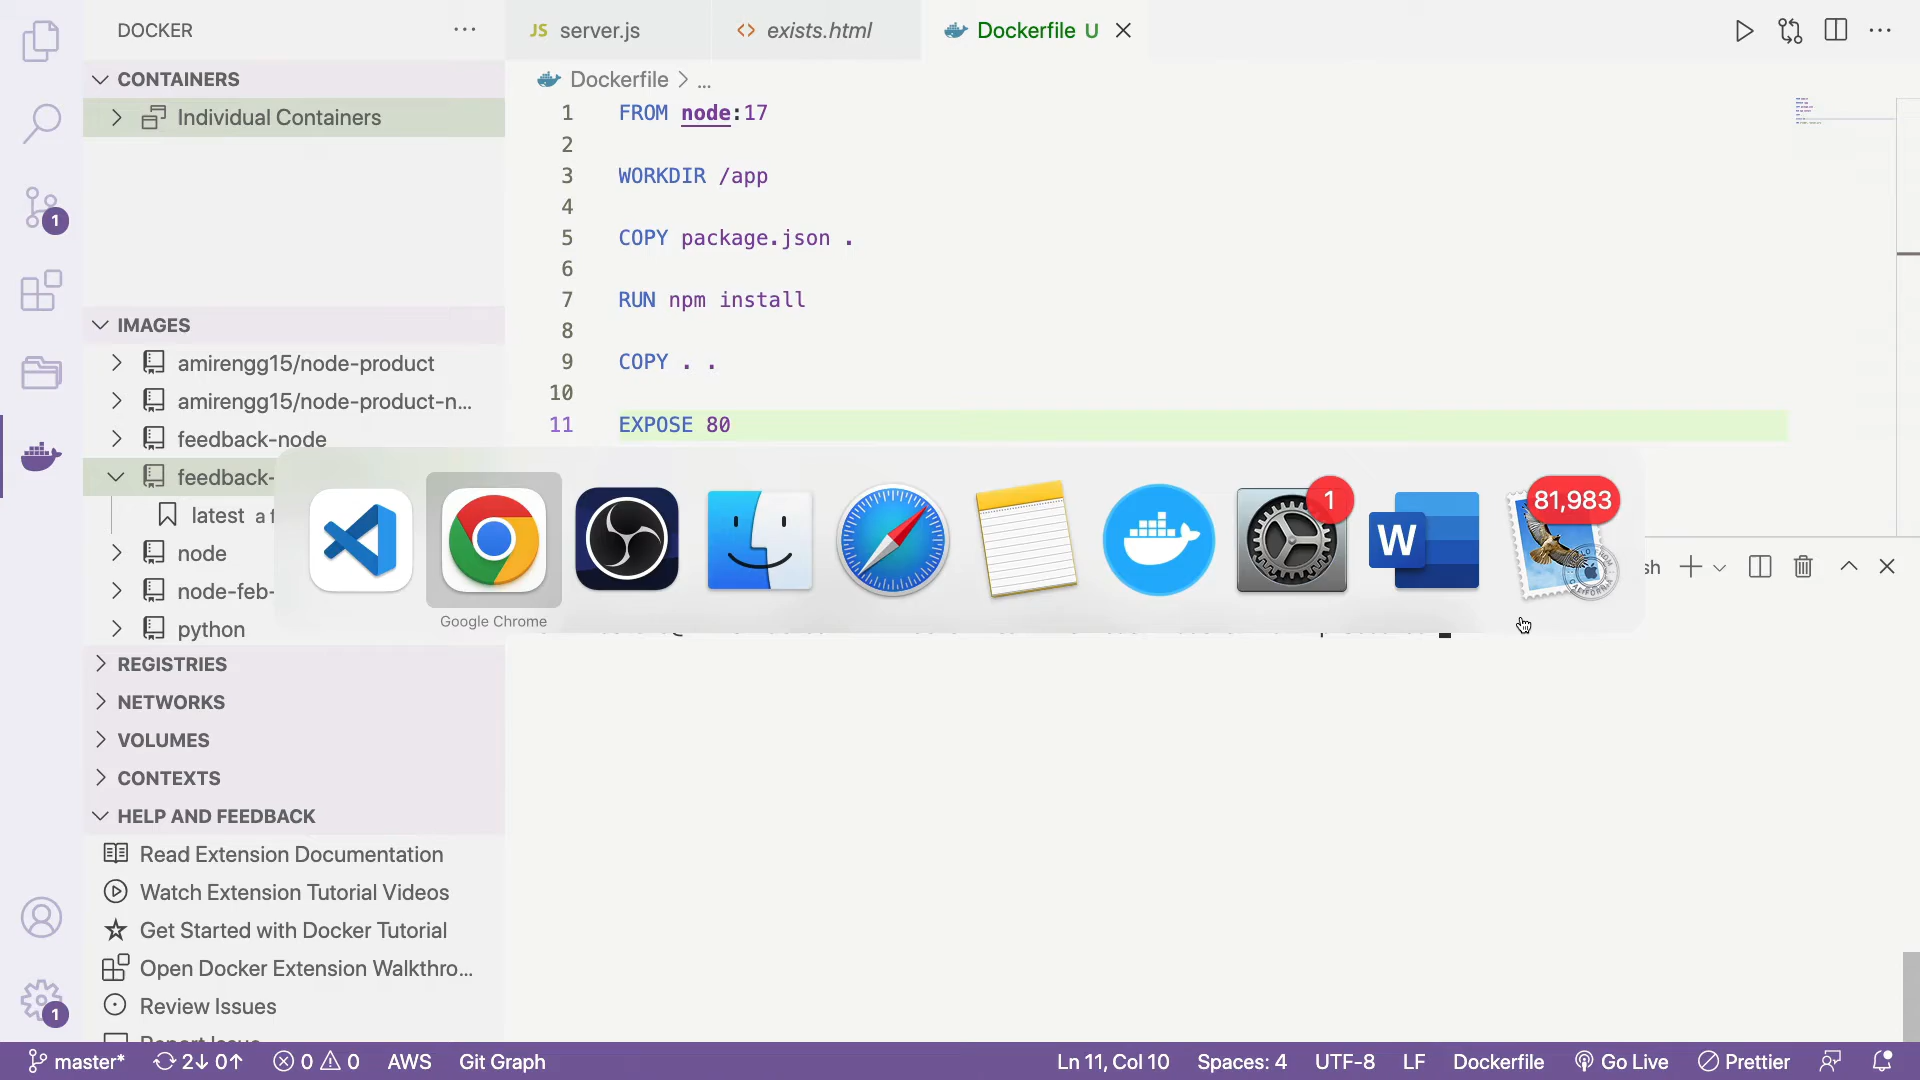 DOCKER
CONTAINERS
Individual Containers
IMAGES
amirengg15/node-product
amirengg15/node-product-n...
feedback-node
feedback-
latest
node
node-feb-
python
REGISTRIES
NETWORKS
VOLUMES
CONTEXTS
HELP AND FEEDBACK
Read Extension Documentation
Watch Extension Tutorial Videos
Get Started with Docker Tutorial
Open Docker Extension Walkthro...
Review Issues
1
1
JS server.js
<> exists.html
Dockerfile U
Dockerfile > ...
1 FROM node:17
2
3 WORKDIR /app
4
5 COPY package.json .
6
7 RUN npm install
8
9 COPY . .
10
11 EXPOSE 80
Google Chrome
1
W
81,983
sh
master* 2↓ 0↑ 0 0 AWS Git Graph
Ln 11, Col 10 Spaces: 4 UTF-8 LF Dockerfile Go Live Prettier